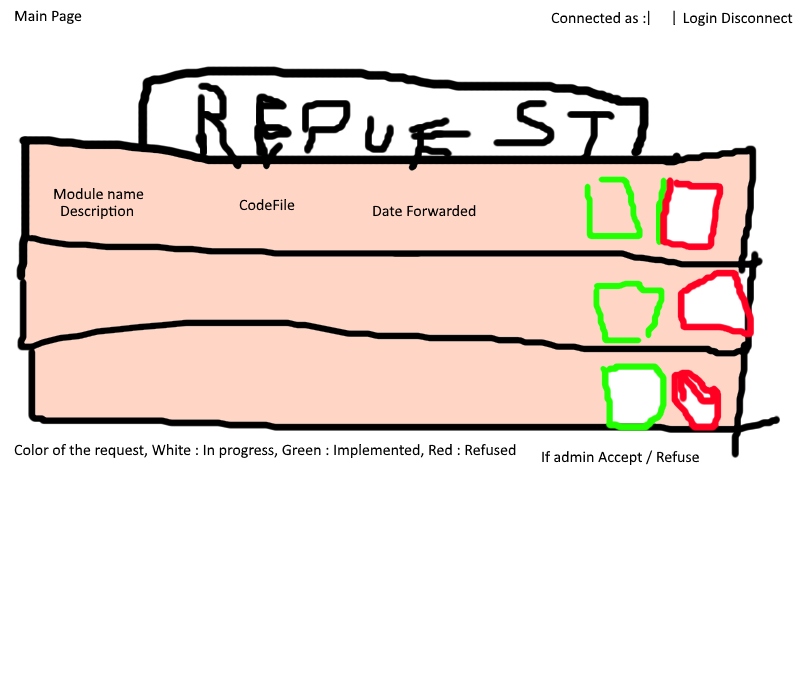 Main Page
Connected as :| | Login Disconnect
REPUEST
Module name
Description
CodeFile
Date Forwarded
Color of the request, White : In progress, Green : Implemented, Red : Refused
If admin Accept / Refuse